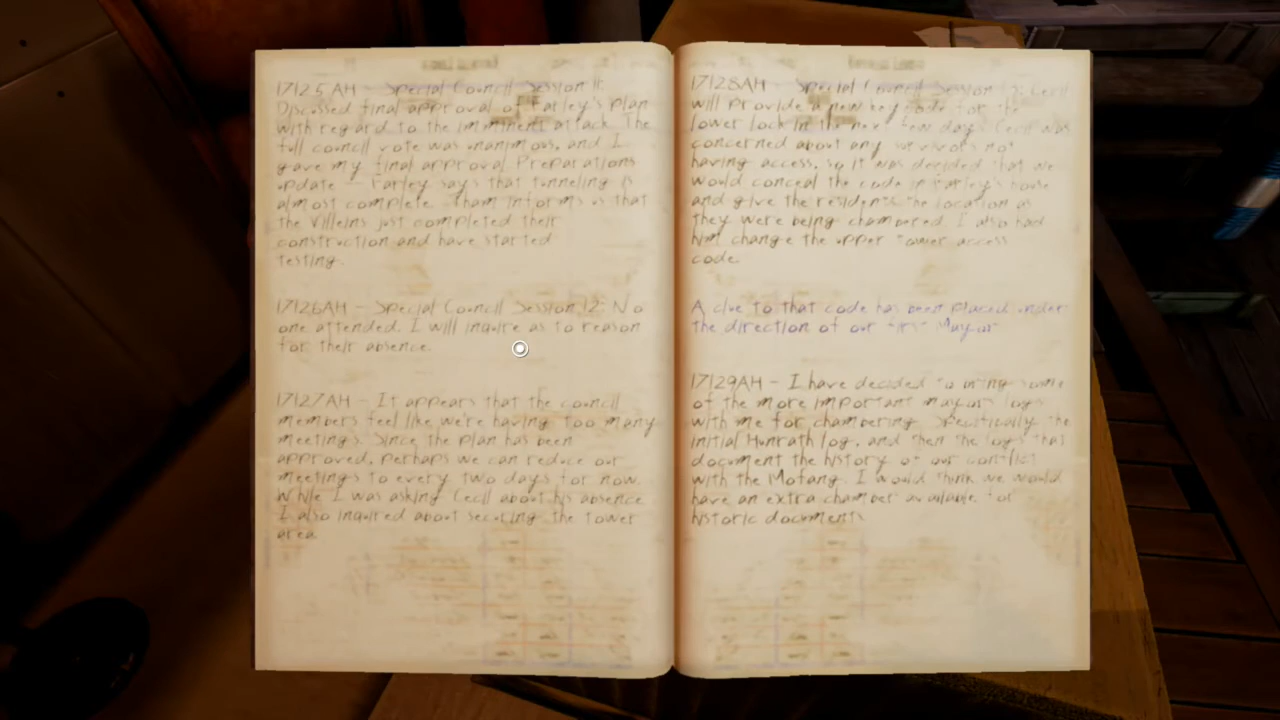 17125AH - Special Council Session 11:
Discussed final approval of Farley's plan
with regard to the imminent attack. The
full council vote was unanimous, and I
gave my final approval. Preparations
update -- Farley says that tunneling is
almost complete. Cham informs us that
the Villeins just completed their
construction and have started
testing.
17126AH - Special Council Session 12: No
one attended. I will inquire as to reason
for their absence.
17127AH - It appears that the council
members feel like we're having too many
meetings. Since the plan has been
approved, perhaps we can reduce our
meetings to every two days for now.
While I was asking Cecil about his absence
I also inquired about securing the tower
area.
17128AH - Special Council Session 13: Cecil
will provide a new key code for the
lower lock in the next few days. Cecil was
concerned about any survivors not
having access, so it was decided that we
would conceal the code in Farley's house
and give the residents the location as
they were being chambered. I also had
him change the upper tower access
code.
A clue to that code has been placed under
the direction of our first Mayor
17129AH - I have decided to bring some
of the more important mayors logs
with me for chambering. Specifically the
initial Hunrath log, and then the logs that
document the history of our conflict
with the Mofang. I would think we would
have an extra chamber available for
historic documents.